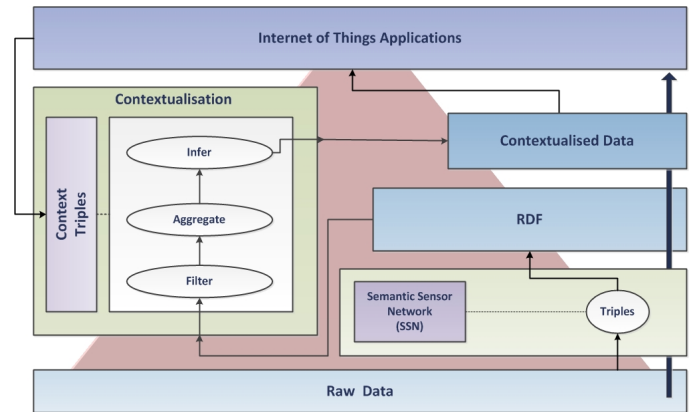 Internet of Things Applications
Contextualisation
Context
Triples
Infer
Aggregate
Filter
Contextualised Data
RDF
Semantic Sensor
Network
(SSN)
Triples
Raw Data